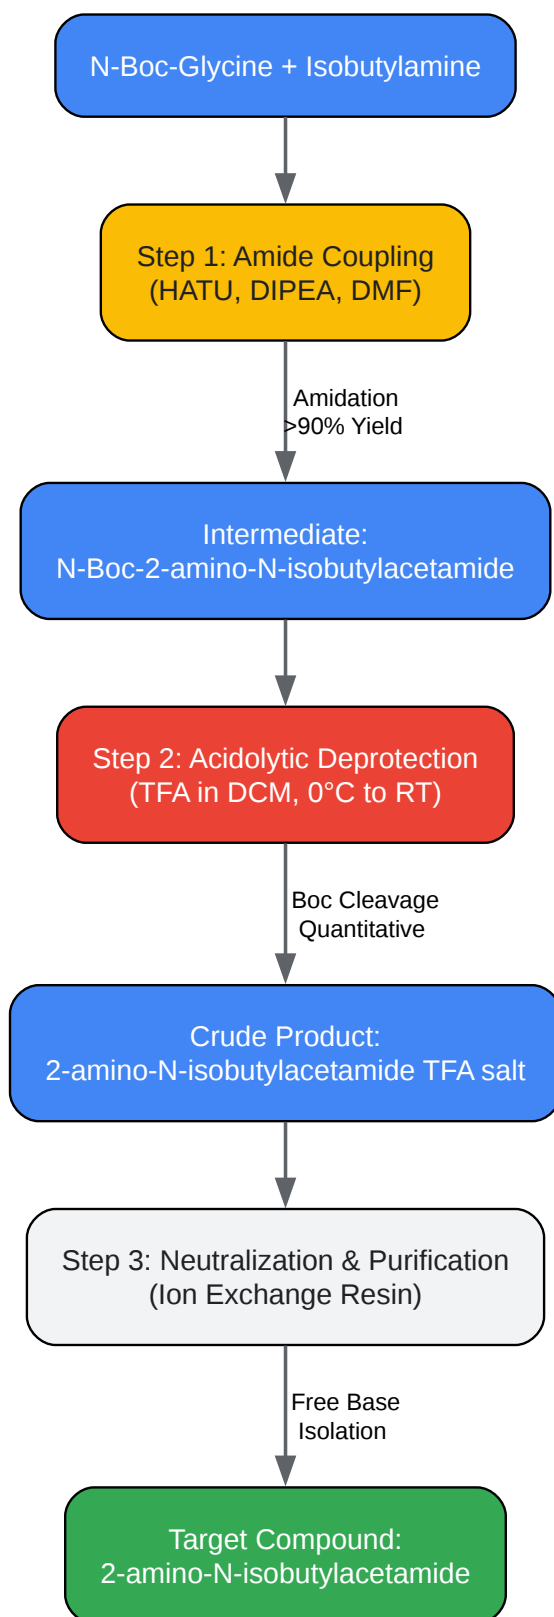 N-Boc-Glycine + Isobutylamine
Step 1: Amide Coupling
(HATU, DIPEA, DMF)
Amidation
>90% Yield
Intermediate:
N-Boc-2-amino-N-isobutylacetamide
Step 2: Acidolytic Deprotection
(TFA in DCM, 0°C to RT)
Boc Cleavage
Quantitative
Crude Product:
2-amino-N-isobutylacetamide TFA salt
Step 3: Neutralization & Purification
(Ion Exchange Resin)
Free Base
Isolation
Target Compound:
2-amino-N-isobutylacetamide